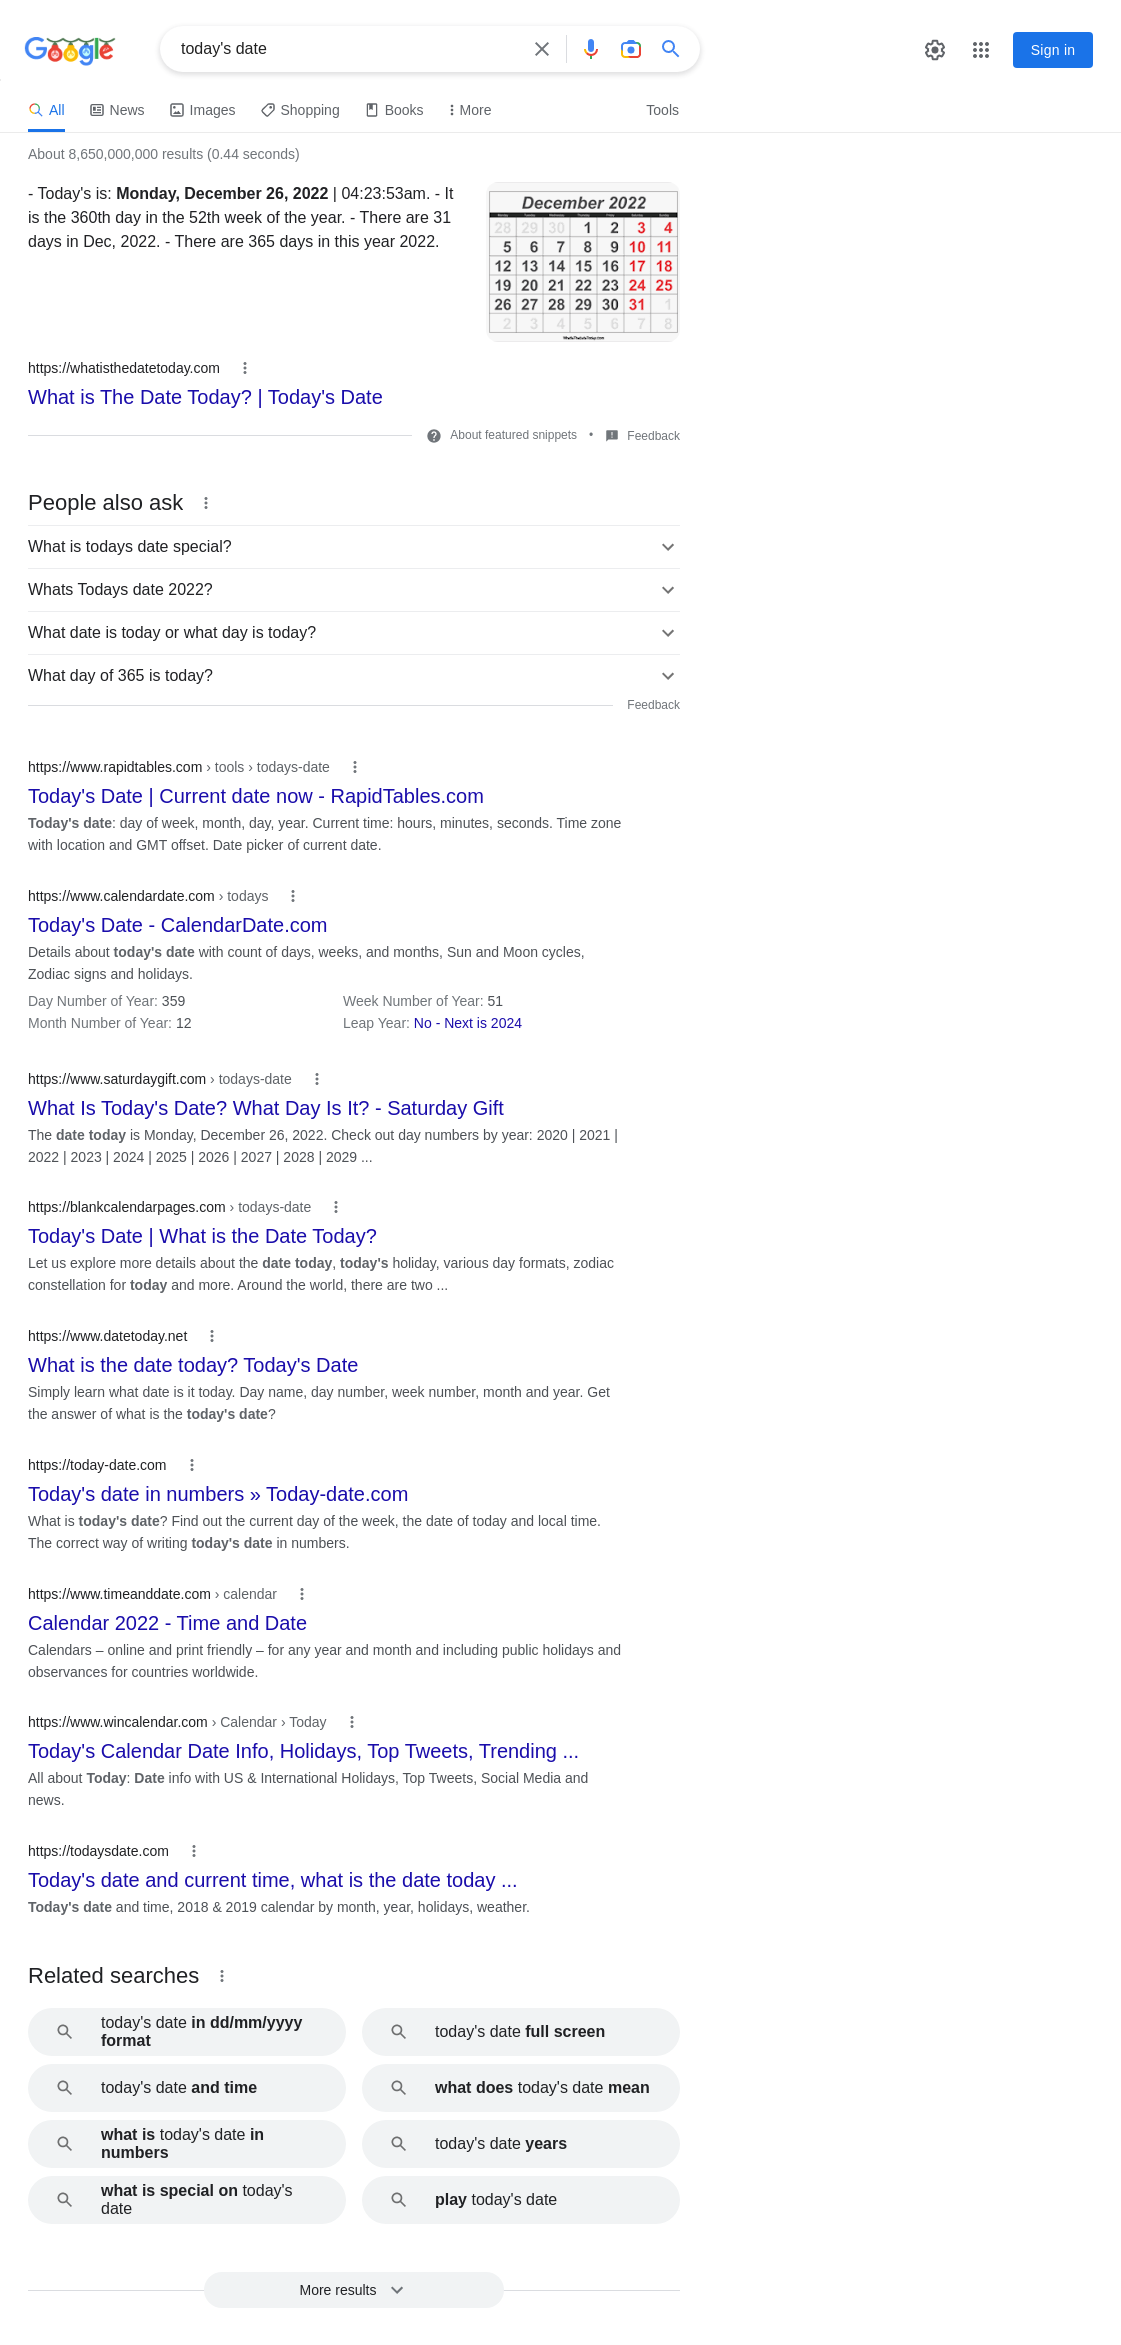 Google
today's date
Sign in
All
News
Images
Shopping
Books
More
Tools
About 8,650,000,000 results (0.44 seconds)
- Today's is: Monday, December 26, 2022 | 04:23:53am. - It
is the 360th day in the 52th week of the year. - There are 31
days in Dec, 2022. - There are 365 days in this year 2022.
December 2022
Monday Tuesday Wednesday Thursday Friday Saturday Sunday
28 29 30 1 2 3 4
5 6 7 8 9 10 11
12 13 14 15 16 17 18
19 20 21 22 23 24 25
26 27 28 29 30 31 1
2 3 4 5 6 7 8
WhatIsTheDateToday.com
https://whatisthedatetoday.com
What is The Date Today? | Today's Date
About featured snippets • Feedback
People also ask
What is todays date special?
Whats Todays date 2022?
What date is today or what day is today?
What day of 365 is today?
Feedback
https://www.rapidtables.com › tools › todays-date
Today's Date | Current date now - RapidTables.com
Today's date: day of week, month, day, year. Current time: hours, minutes, seconds. Time zone
with location and GMT offset. Date picker of current date.
https://www.calendardate.com › todays
Today's Date - CalendarDate.com
Details about today's date with count of days, weeks, and months, Sun and Moon cycles,
Zodiac signs and holidays.
Day Number of Year: 359
Week Number of Year: 51
Month Number of Year: 12
Leap Year: No - Next is 2024
https://www.saturdaygift.com › todays-date
What Is Today's Date? What Day Is It? - Saturday Gift
The date today is Monday, December 26, 2022. Check out day numbers by year: 2020 | 2021 |
2022 | 2023 | 2024 | 2025 | 2026 | 2027 | 2028 | 2029 ...
https://blankcalendarpages.com › todays-date
Today's Date | What is the Date Today?
Let us explore more details about the date today, today's holiday, various day formats, zodiac
constellation for today and more. Around the world, there are two ...
https://www.datetoday.net
What is the date today? Today's Date
Simply learn what date is it today. Day name, day number, week number, month and year. Get
the answer of what is the today's date?
https://today-date.com
Today's date in numbers » Today-date.com
What is today's date? Find out the current day of the week, the date of today and local time.
The correct way of writing today's date in numbers.
https://www.timeanddate.com › calendar
Calendar 2022 - Time and Date
Calendars – online and print friendly – for any year and month and including public holidays and
observances for countries worldwide.
https://www.wincalendar.com › Calendar › Today
Today's Calendar Date Info, Holidays, Top Tweets, Trending ...
All about Today: Date info with US & International Holidays, Top Tweets, Social Media and
news.
https://todaysdate.com
Today's date and current time, what is the date today ...
Today's date and time, 2018 & 2019 calendar by month, year, holidays, weather.
Related searches
today's date in dd/mm/yyyy
format
today's date full screen
today's date and time
what does today's date mean
what is today's date in
numbers
today's date years
what is special on today's
date
play today's date
More results